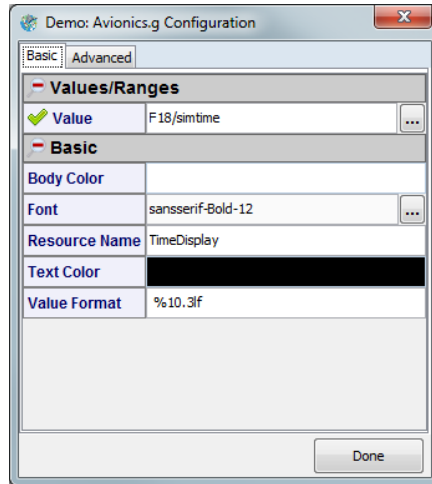 Demo: Avionics.g Configuration
x
Basic Advanced
Values/Ranges
Value F18/simtime ...
Basic
Body Color
Font sansserif-Bold-12 ...
Resource Name TimeDisplay
Text Color
Value Format %10.3lf
Done